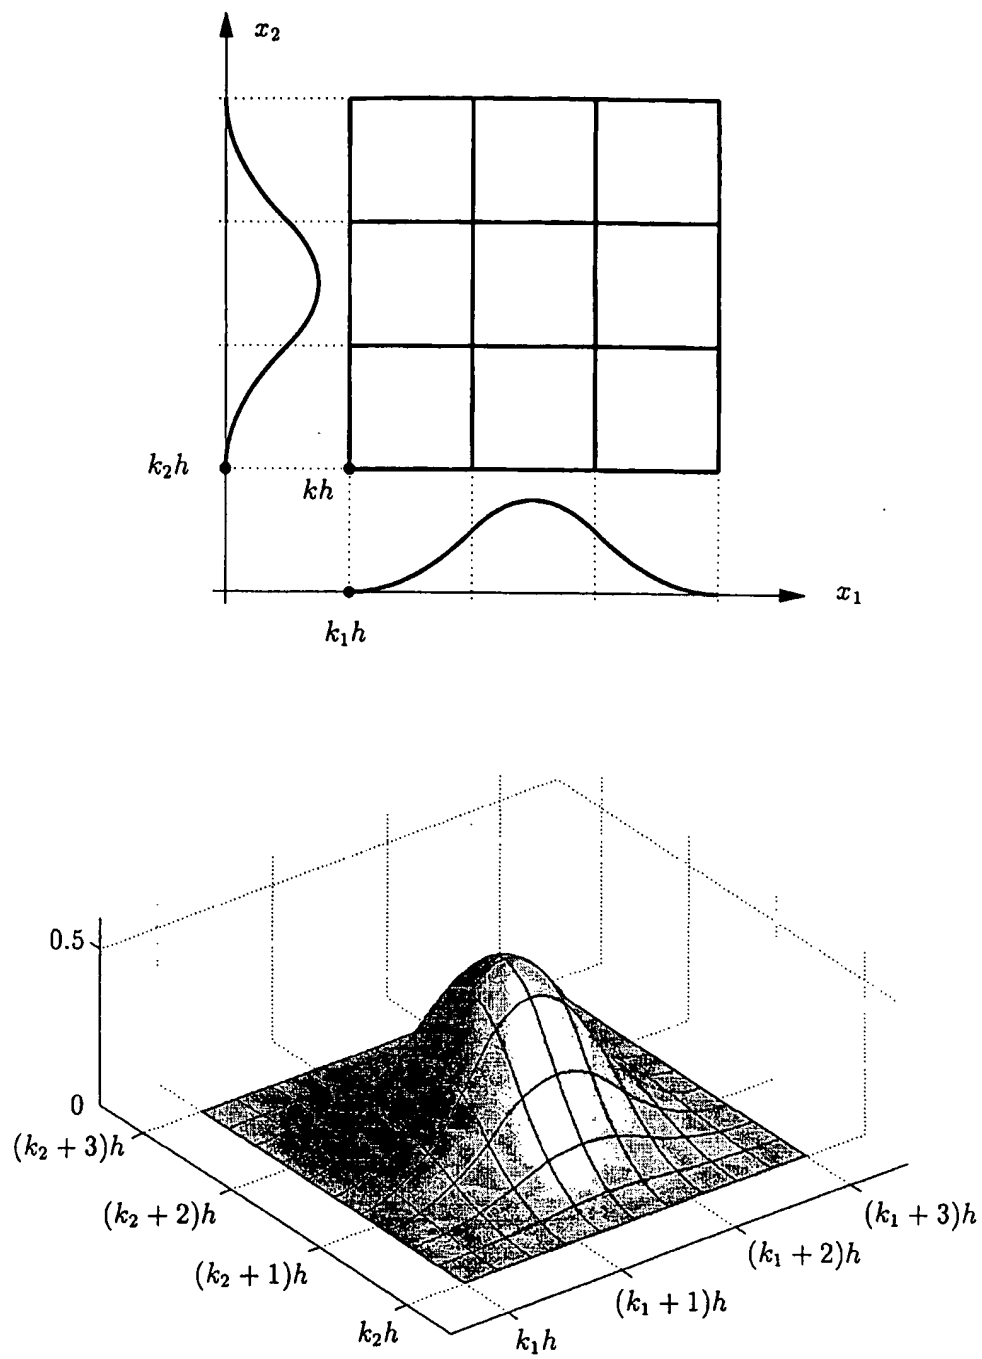 x₂
k₂h
kh
x₁
k₁h
0.5
0
(k₂ + 3)h
(k₂ + 2)h
(k₂ + 1)h
k₂h
k₁h
(k₁ + 1)h
(k₁ + 2)h
(k₁ + 3)h